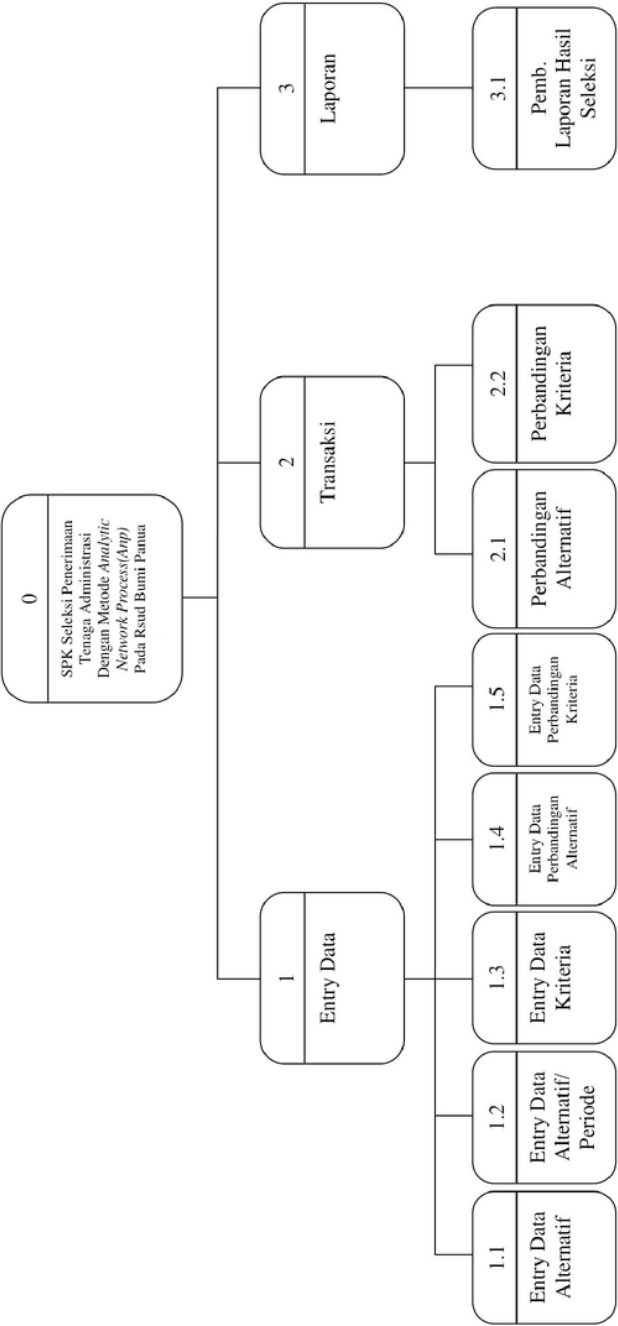 0
SPK Seleksi Penerimaan
Tenaga Administrasi
Dengan Metode Analytic
Network Process(Anp)
Pada Rsud Bumi Panua
1
Entry Data
2
Transaksi
3
Laporan
1.1
Entry Data
Alternatif
1.2
Entry Data
Alternatif/
Periode
1.3
Entry Data
Kriteria
1.4
Entry Data
Perbandingan
Alternatif
1.5
Entry Data
Perbandingan
Kriteria
2.1
Perbandingan
Alternatif
2.2
Perbandingan
Kriteria
3.1
Pemb.
Laporan Hasil
Seleksi